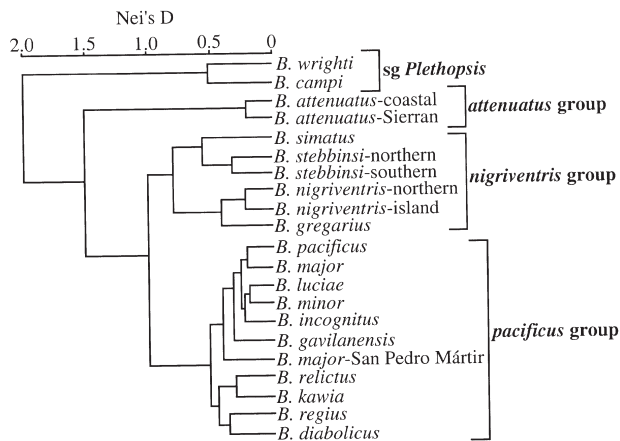 Nei's D
2.0 1.5 1.0 0.5 0
B. wrighti
B. campi
sg Plethopsis
B. attenuatus-coastal
B. attenuatus-Sierran
attenuatus group
B. simatus
B. stebbinsi-northern
B. stebbinsi-southern
B. nigriventris-northern
B. nigriventris-island
B. gregarius
nigriventris group
B. pacificus
B. major
B. luciae
B. minor
B. incognitus
B. gavilanensis
B. major-San Pedro Mártir
B. relictus
B. kawia
B. regius
B. diabolicus
pacificus group